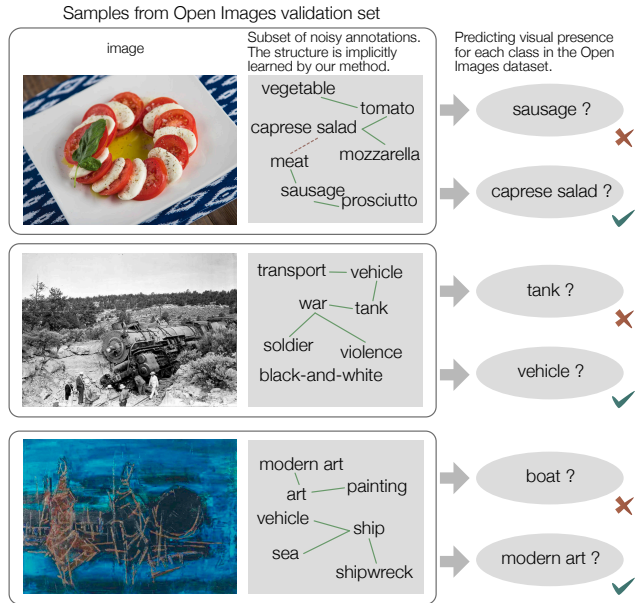 Samples from Open Images validation set
image
Subset of noisy annotations.
The structure is implicitly
learned by our method.
Predicting visual presence
for each class in the Open
Images dataset.
vegetable
tomato
caprese salad
mozzarella
meat
sausage
prosciutto
sausage ?
caprese salad ?
transport
vehicle
war
tank
soldier
violence
black-and-white
tank ?
vehicle ?
modern art
art
painting
vehicle
ship
sea
shipwreck
boat ?
modern art ?